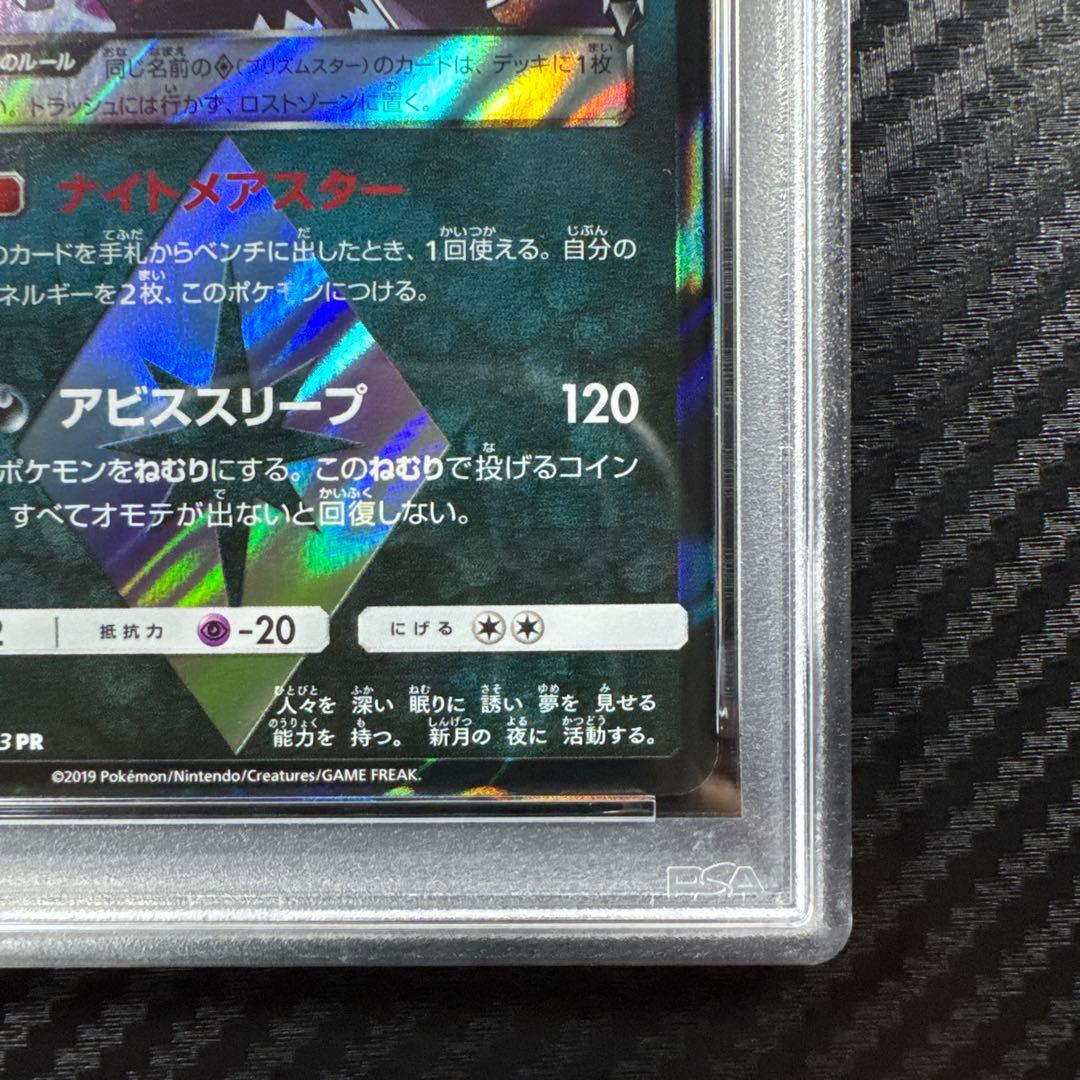 のルール 同じ名前の(プリズムスター)のカードは、デッキに1枚
い。トラッシュには行かず、ロストゾーンに置く。
ナイトメアスター
のカードを手札からベンチに出したとき、1回使える。自分の
ネルギーを2枚、このポケモンにつける。
アビススリープ 120
ポケモンをねむりにする。このねむりで投げるコイン
すべてオモテが出ないと回復しない。
2 抵抗力 -20 にげる
人々を 深い 眠りに 誘い 夢を 見せる
能力を 持つ。 新月の 夜に 活動する。
3 PR
©2019 Pokémon/Nintendo/Creatures/GAME FREAK.
PSA